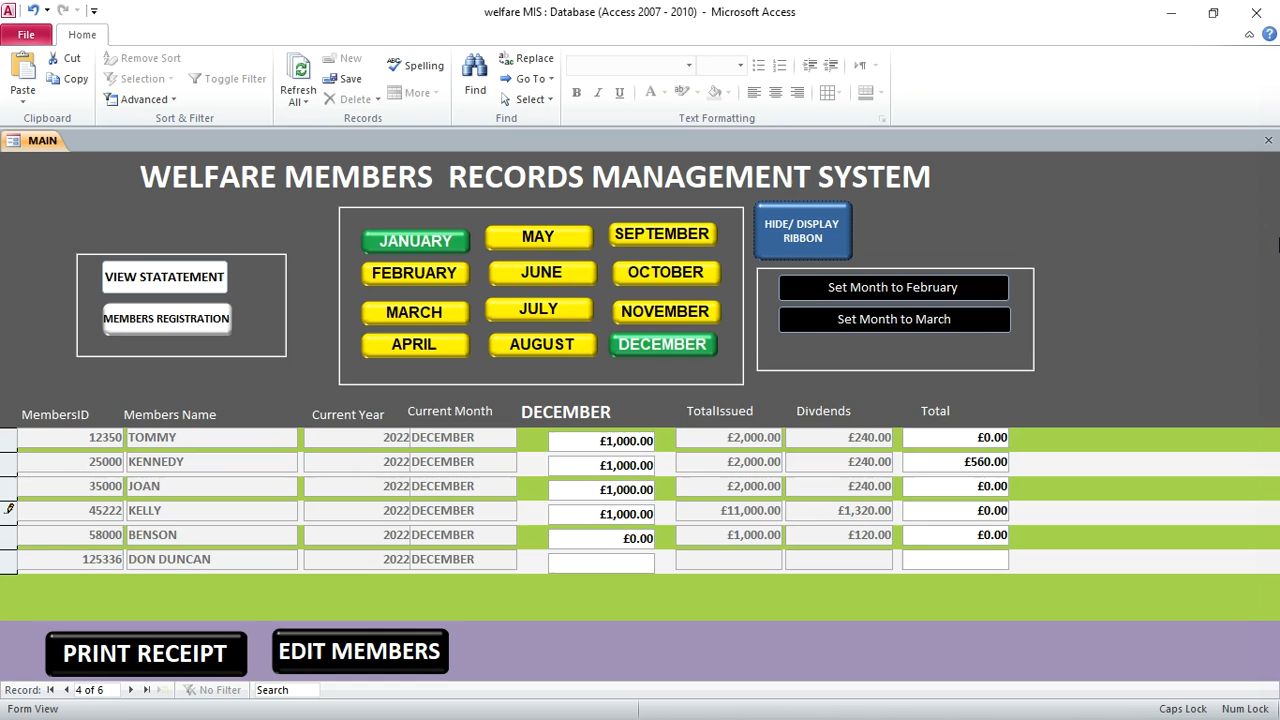 welfare MIS : Database (Access 2007 - 2010) - Microsoft Access
File Home
Paste
Cut
Copy
Clipboard
Remove Sort
Selection Toggle Filter
Advanced
Sort & Filter
Refresh All
New
Save
Delete
Spelling
More
Records
Find
Replace
Go To
Select
Find
B I U A
Text Formatting
MAIN
WELFARE MEMBERS RECORDS MANAGEMENT SYSTEM
VIEW STATATEMENT
MEMBERS REGISTRATION
JANUARY MAY SEPTEMBER
FEBRUARY JUNE OCTOBER
MARCH JULY NOVEMBER
APRIL AUGUST DECEMBER
HIDE/ DISPLAY
RIBBON
Set Month to February
Set Month to March
MembersID Members Name Current Year Current Month DECEMBER TotalIssued Divdends Total
12350 TOMMY 2022 DECEMBER £1,000.00 £2,000.00 £240.00 £0.00
25000 KENNEDY 2022 DECEMBER £1,000.00 £2,000.00 £240.00 £560.00
35000 JOAN 2022 DECEMBER £1,000.00 £2,000.00 £240.00 £0.00
45222 KELLY 2022 DECEMBER £1,000.00 £11,000.00 £1,320.00 £0.00
58000 BENSON 2022 DECEMBER £0.00 £1,000.00 £120.00 £0.00
125336 DON DUNCAN 2022 DECEMBER
PRINT RECEIPT EDIT MEMBERS
Record: 4 of 6 No Filter Search
Form View Caps Lock Num Lock